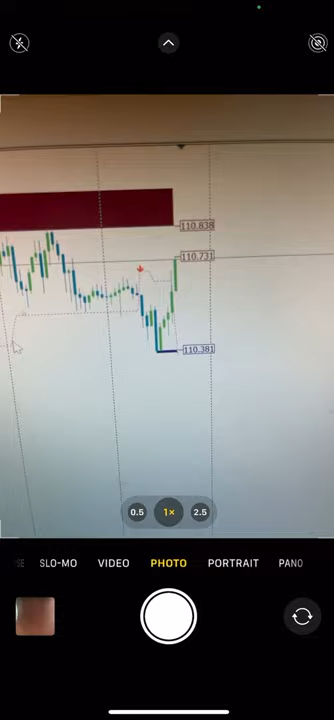 110.838
110.731
110.381
0.5
1×
2.5
SLO-MO
VIDEO
PHOTO
PORTRAIT
PANO